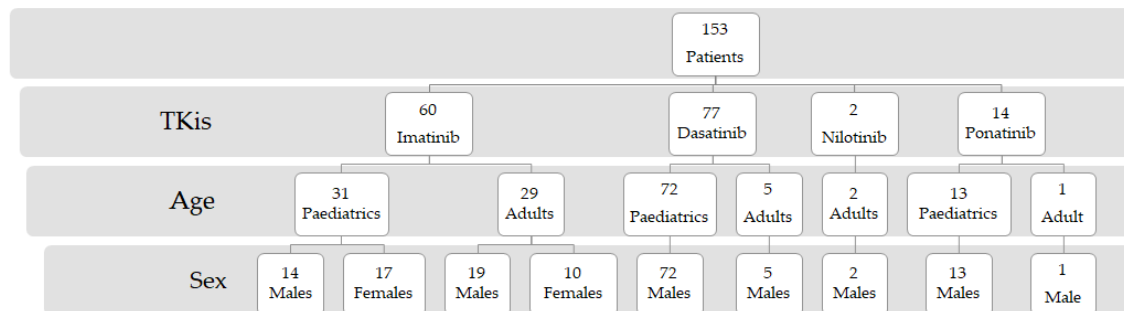 153
Patients
TKis
60
Imatinib
77
Dasatinib
2
Nilotinib
14
Ponatinib
Age
31
Paediatrics
29
Adults
72
Paediatrics
5
Adults
2
Adults
13
Paediatrics
1
Adult
Sex
14
Males
17
Females
19
Males
10
Females
72
Males
5
Males
2
Males
13
Males
1
Male